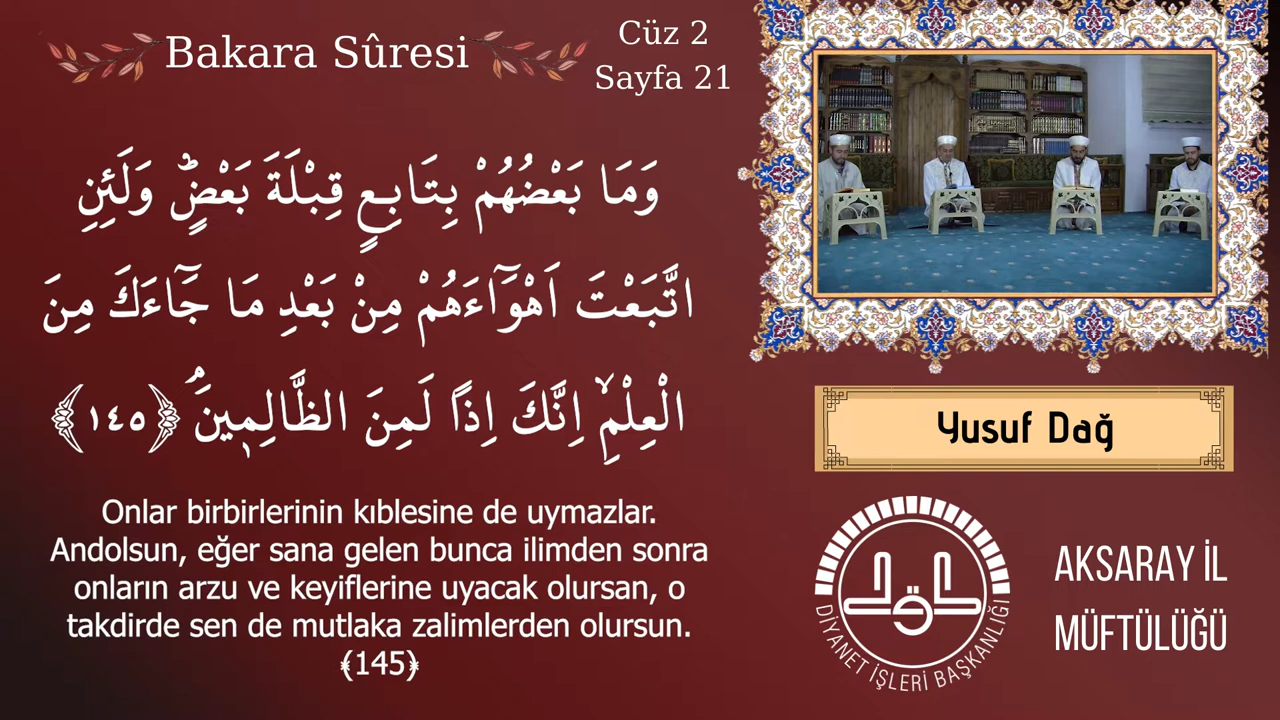 Bakara Sûresi
Cüz 2
Sayfa 21
وَمَا بَعْضُهُمْ بِتَابِعٍ قِبْلَةَ بَعْضٍۜ وَلَئِنِ
اتَّبَعْتَ اَهْوَٓاءَهُمْ مِنْ بَعْدِ مَا جَٓاءَكَ مِنَ
الْعِلْمِۙ اِنَّكَ اِذًا لَمِنَ الظَّالِم۪ينَۢ ﴿١٤٥﴾
Onlar birbirlerinin kıblesine de uymazlar.
Andolsun, eğer sana gelen bunca ilimden sonra
onların arzu ve keyiflerine uyacak olursan, o
takdirde sen de mutlaka zalimlerden olursun.
﴾145﴿
Yusuf Dağ
DİYANET İŞLERİ BAŞKANLIĞI
AKSARAY İL
MÜFTÜLÜĞÜ